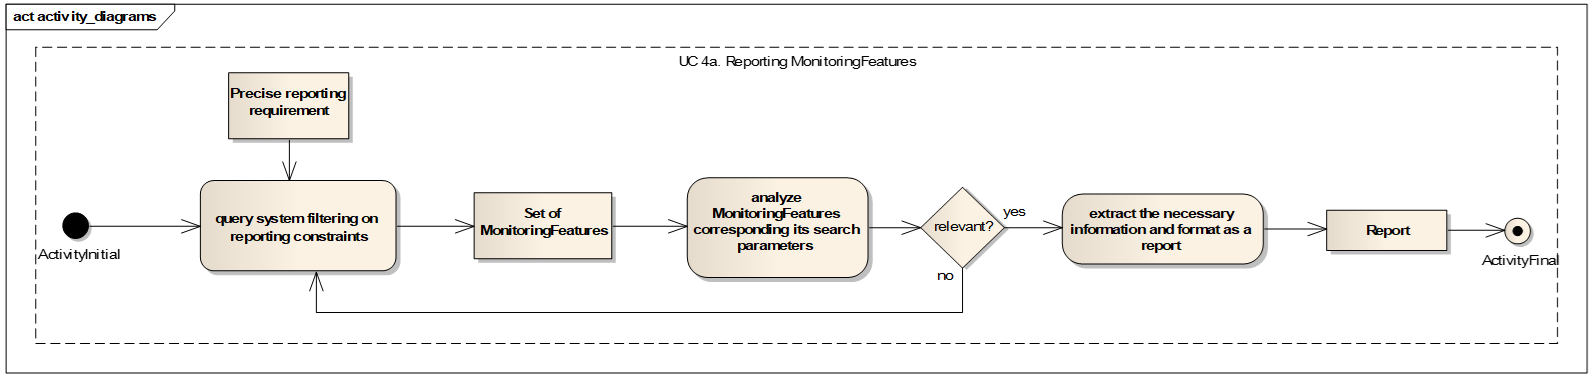 act activity_diagrams
UC 4a. Reporting MonitoringFeatures
Precise reporting
requirement
ActivityInitial
query system filtering on
reporting constraints
Set of
MonitoringFeatures
analyze
MonitoringFeatures
corresponding its search
parameters
relevant?
yes
no
extract the necessary
information and format as a
report
Report
ActivityFinal